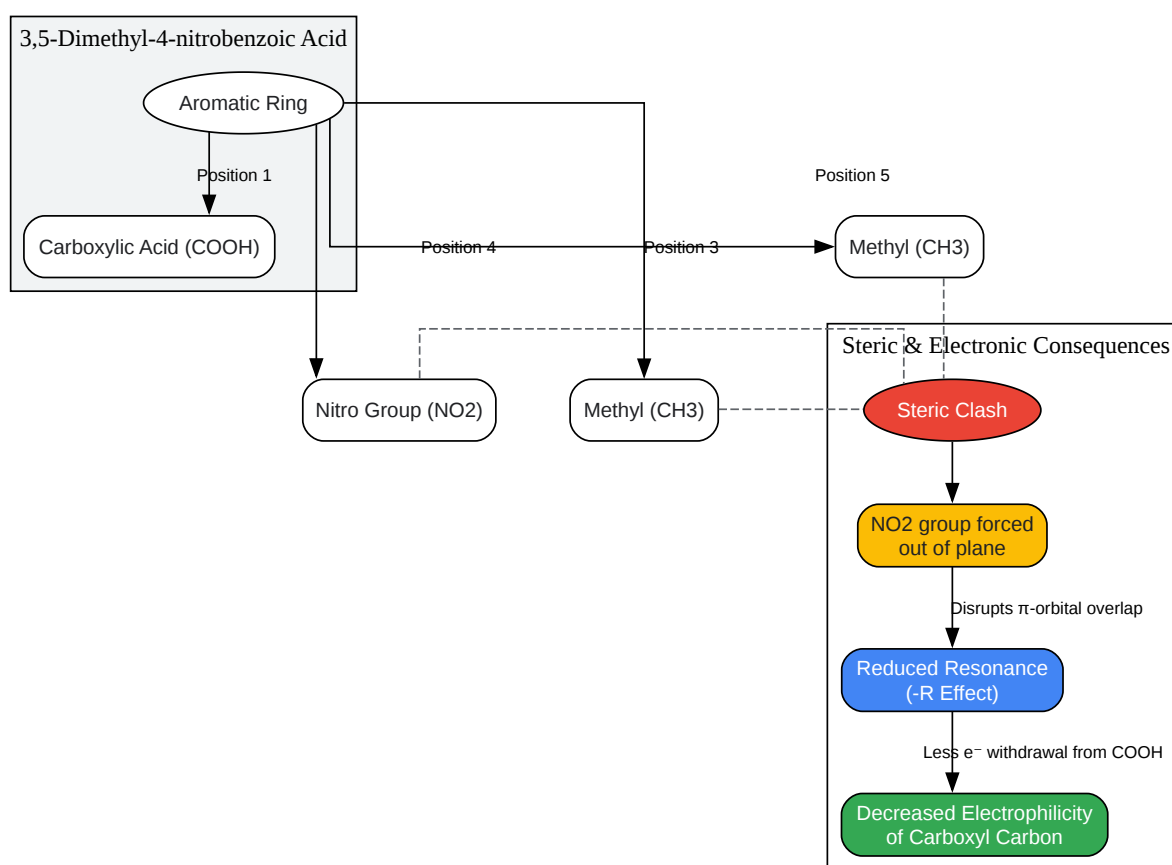 3,5-Dimethyl-4-nitrobenzoic Acid
Aromatic Ring
Position 1
Position 5
Carboxylic Acid (COOH)
Position 4
Position 3
Methyl (CH3)
Steric & Electronic Consequences
Nitro Group (NO2)
Methyl (CH3)
Steric Clash
NO2 group forced
out of plane
Disrupts π-orbital overlap
Reduced Resonance
(-R Effect)
Less e⁻ withdrawal from COOH
Decreased Electrophilicity
of Carboxyl Carbon